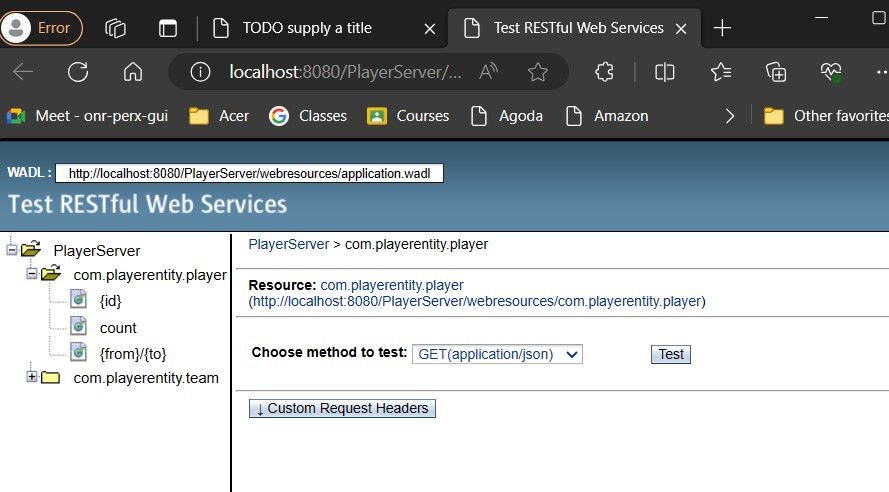 Error
TODO supply a title
Test RESTful Web Services
localhost:8080/PlayerServer/...
Meet - onr-perx-gui
Acer
Classes
Courses
Agoda
Amazon
Other favorites
WADL : http://localhost:8080/PlayerServer/webresources/application.wadl
Test RESTful Web Services
PlayerServer
com.playerentity.player
{id}
count
{from}/{to}
com.playerentity.team
PlayerServer > com.playerentity.player
Resource: com.playerentity.player
(http://localhost:8080/PlayerServer/webresources/com.playerentity.player)
Choose method to test: GET(application/json) Test
↓ Custom Request Headers